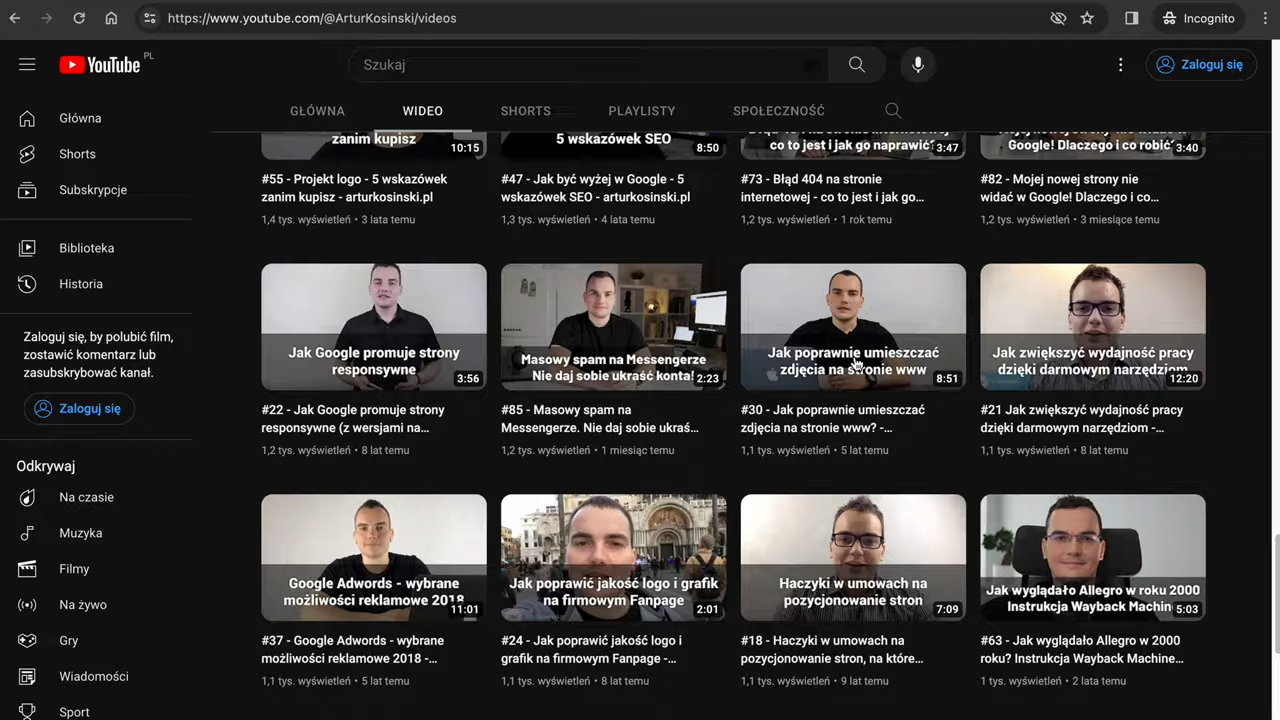 https://www.youtube.com/@ArturKosinski/videos
Incognito
YouTube PL
Szukaj
Zaloguj się
GŁÓWNA
WIDEO
SHORTS
PLAYLISTY
SPOŁECZNOŚĆ
Główna
Shorts
Subskrypcje
Biblioteka
Historia
Zaloguj się, by polubić film,
zostawić komentarz lub
zasubskrybować kanał.
Zaloguj się
Odkrywaj
Na czasie
Muzyka
Filmy
Na żywo
Gry
Wiadomości
Sport
zanim kupisz
10:15
#55 - Projekt logo - 5 wskazówek
zanim kupisz - arturkosinski.pl
1,4 tys. wyświetleń • 3 lata temu
5 wskazówek SEO
8:50
#47 - Jak być wyżej w Google - 5
wskazówek SEO - arturkosinski.pl
1,3 tys. wyświetleń • 4 lata temu
co to jest i jak go naprawić?
3:47
#73 - Błąd 404 na stronie
internetowej - co to jest i jak go...
1,2 tys. wyświetleń • 1 rok temu
Google! Dlaczego i co robić?
3:40
#82 - Mojej nowej strony nie
widać w Google! Dlaczego i co...
1,2 tys. wyświetleń • 3 miesiące temu
Jak Google promuje strony
responsywne
3:56
#22 - Jak Google promuje strony
responsywne (z wersjami na...
1,2 tys. wyświetleń • 8 lat temu
Masowy spam na Messengerze
Nie daj sobie ukraść konta!
2:23
#85 - Masowy spam na
Messengerze. Nie daj sobie ukraś...
1,2 tys. wyświetleń • 1 miesiąc temu
Jak poprawnie umieszczać
zdjęcia na stronie www
8:51
#30 - Jak poprawnie umieszczać
zdjęcia na stronie www? -...
1,1 tys. wyświetleń • 5 lat temu
Jak zwiększyć wydajność pracy
dzięki darmowym narzędziom
12:20
#21 Jak zwiększyć wydajność pracy
dzięki darmowym narzędziom -...
1,1 tys. wyświetleń • 8 lat temu
Google Adwords - wybrane
możliwości reklamowe 2018
11:01
#37 - Google Adwords - wybrane
możliwości reklamowe 2018 -...
1,1 tys. wyświetleń • 5 lat temu
Jak poprawić jakość logo i grafik
na firmowym Fanpage
2:01
#24 - Jak poprawić jakość logo i
grafik na firmowym Fanpage -...
1,1 tys. wyświetleń • 8 lat temu
Haczyki w umowach na
pozycjonowanie stron
7:09
#18 - Haczyki w umowach na
pozycjonowanie stron, na które...
1,1 tys. wyświetleń • 9 lat temu
Jak wyglądało Allegro w roku 2000
Instrukcja Wayback Machin
5:03
#63 - Jak wyglądało Allegro w 2000
roku? Instrukcja Wayback Machine...
1 tys. wyświetleń • 2 lata temu